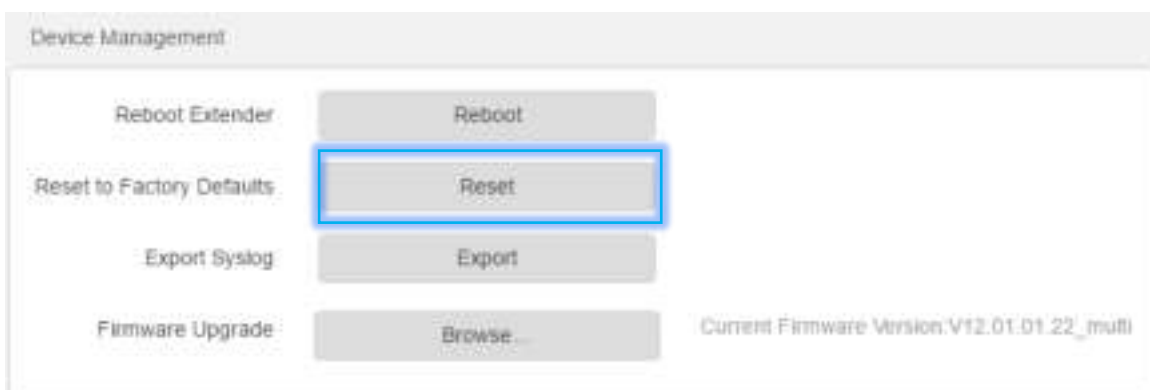 Device Management
Reboot Extender Reboot
Reset to Factory Defaults Reset
Export Syslog Export
Firmware Upgrade Browse... Current Firmware Version:V12.01.01.22_multi